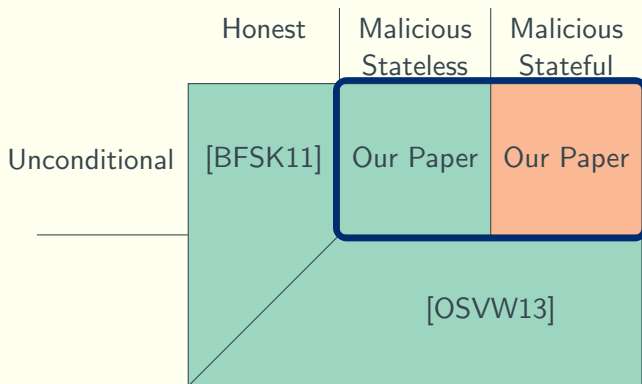 Honest
Malicious
Stateless
Malicious
Stateful
Unconditional
[BFSK11]
Our Paper
Our Paper
[OSVW13]